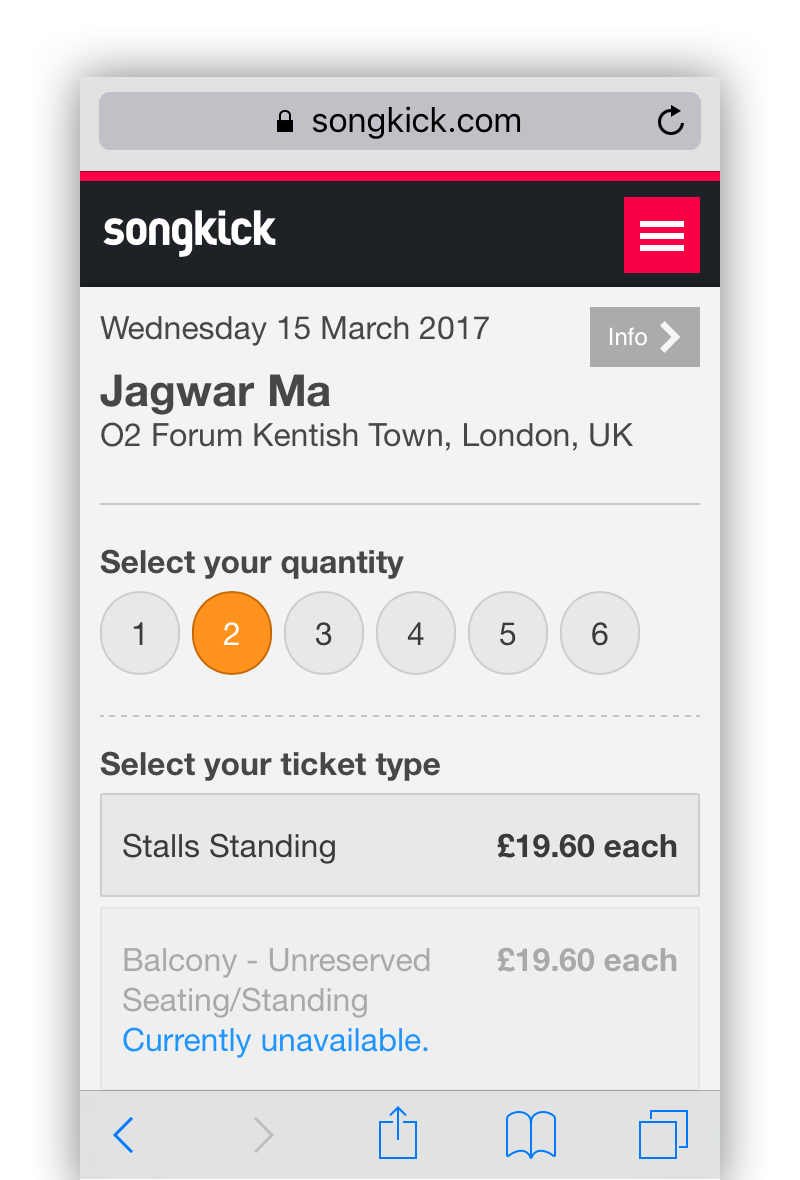 songkick.com
songkick
Wednesday 15 March 2017
Info
Jagwar Ma
O2 Forum Kentish Town, London, UK
Select your quantity
1 2 3 4 5 6
Select your ticket type
Stalls Standing £19.60 each
Balcony - Unreserved £19.60 each
Seating/Standing
Currently unavailable.